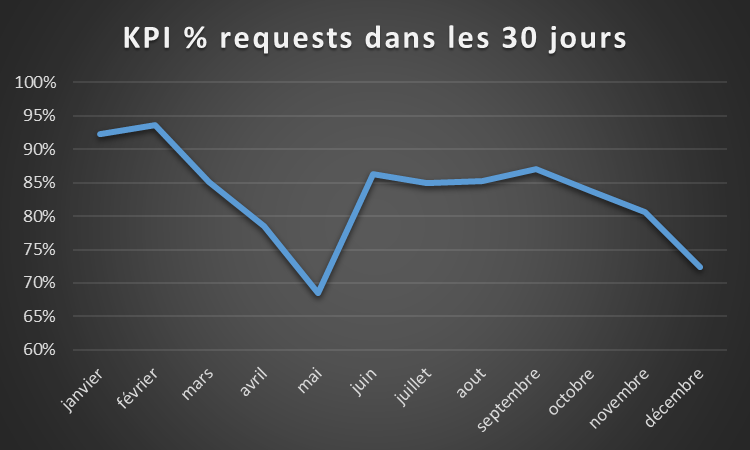 KPI % requests dans les 30 jours
100%
95%
90%
85%
80%
75%
70%
65%
60%
janvier
février
mars
avril
mai
juin
juillet
aout
septembre
octobre
novembre
décembre